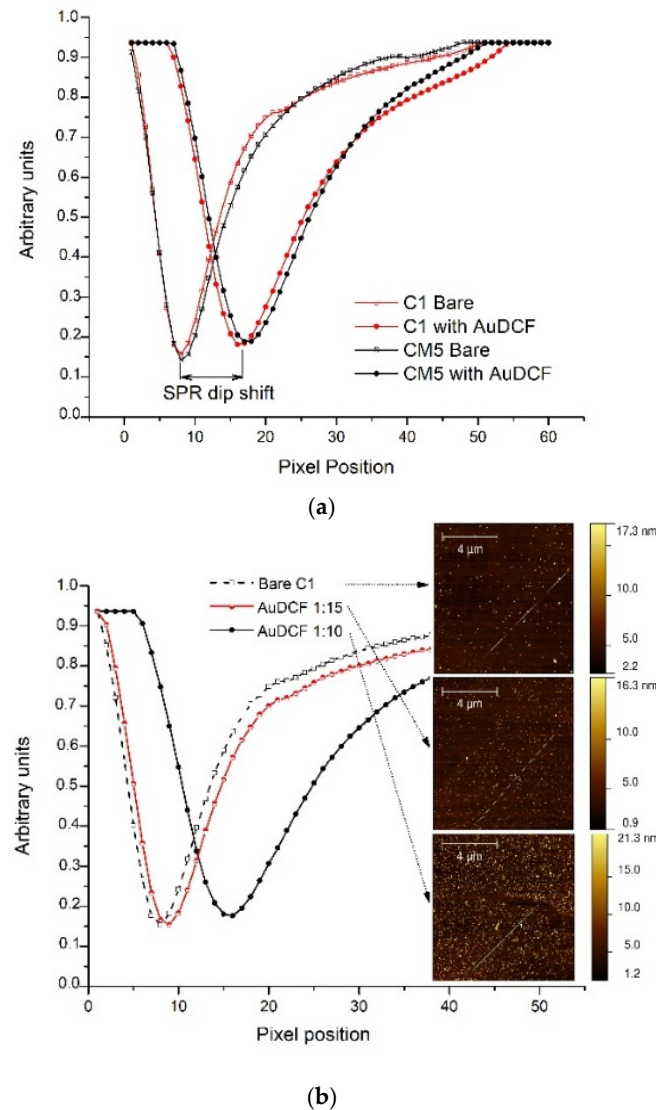 1.0
0.9
0.8
0.7
0.6
0.5
0.4
0.3
0.2
0.1
0.0
Arbitrary units
C1 Bare
C1 with AuDCF
CM5 Bare
CM5 with AuDCF
SPR dip shift
0 10 20 30 40 50 60
Pixel Position
(a)
1.0
0.9
0.8
0.7
0.6
0.5
0.4
0.3
0.2
0.1
0.0
Arbitrary units
Bare C1
AuDCF 1:15
AuDCF 1:10
4 µm
17.3 nm
10.0
5.0
2.2
4 µm
16.3 nm
10.0
5.0
0.9
4 µm
21.3 nm
15.0
10.0
5.0
1.2
0 10 20 30 35 40 50
Pixel position
(b)